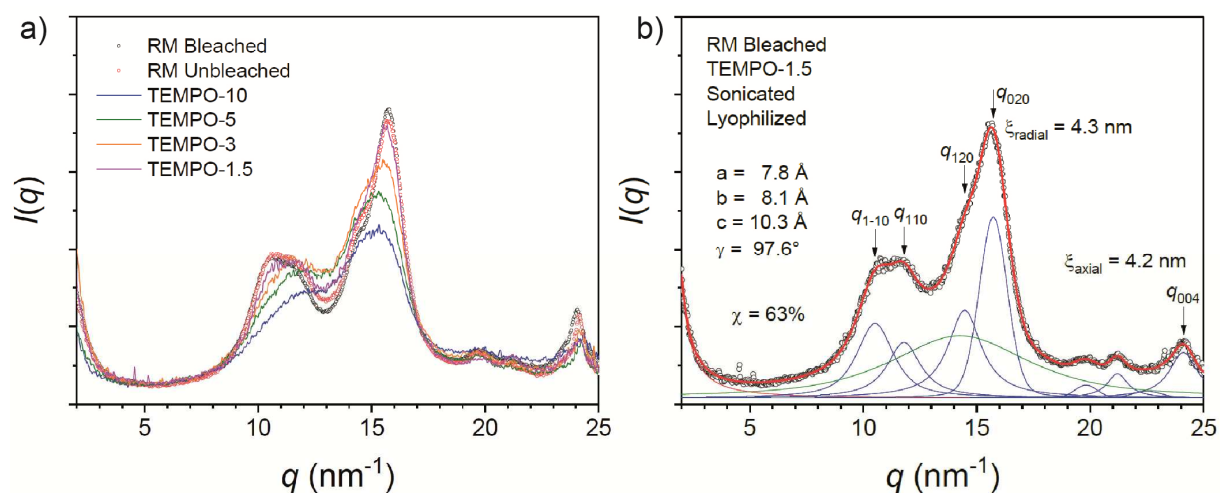 a)
RM Bleached
RM Unbleached
TEMPO-10
TEMPO-5
TEMPO-3
TEMPO-1.5
I(q)
5 10 15 20 25
q (nm⁻¹)
b)
RM Bleached
TEMPO-1.5
Sonicated
Lyophilized
q₀₂₀
ξradial = 4.3 nm
q₁₂₀
a = 7.8 Å
b = 8.1 Å
c = 10.3 Å
γ = 97.6°
q₁₋₁₀ q₁₁₀
ξaxial = 4.2 nm
q₀₀₄
χ = 63%
I(q)
5 10 15 20 25
q (nm⁻¹)